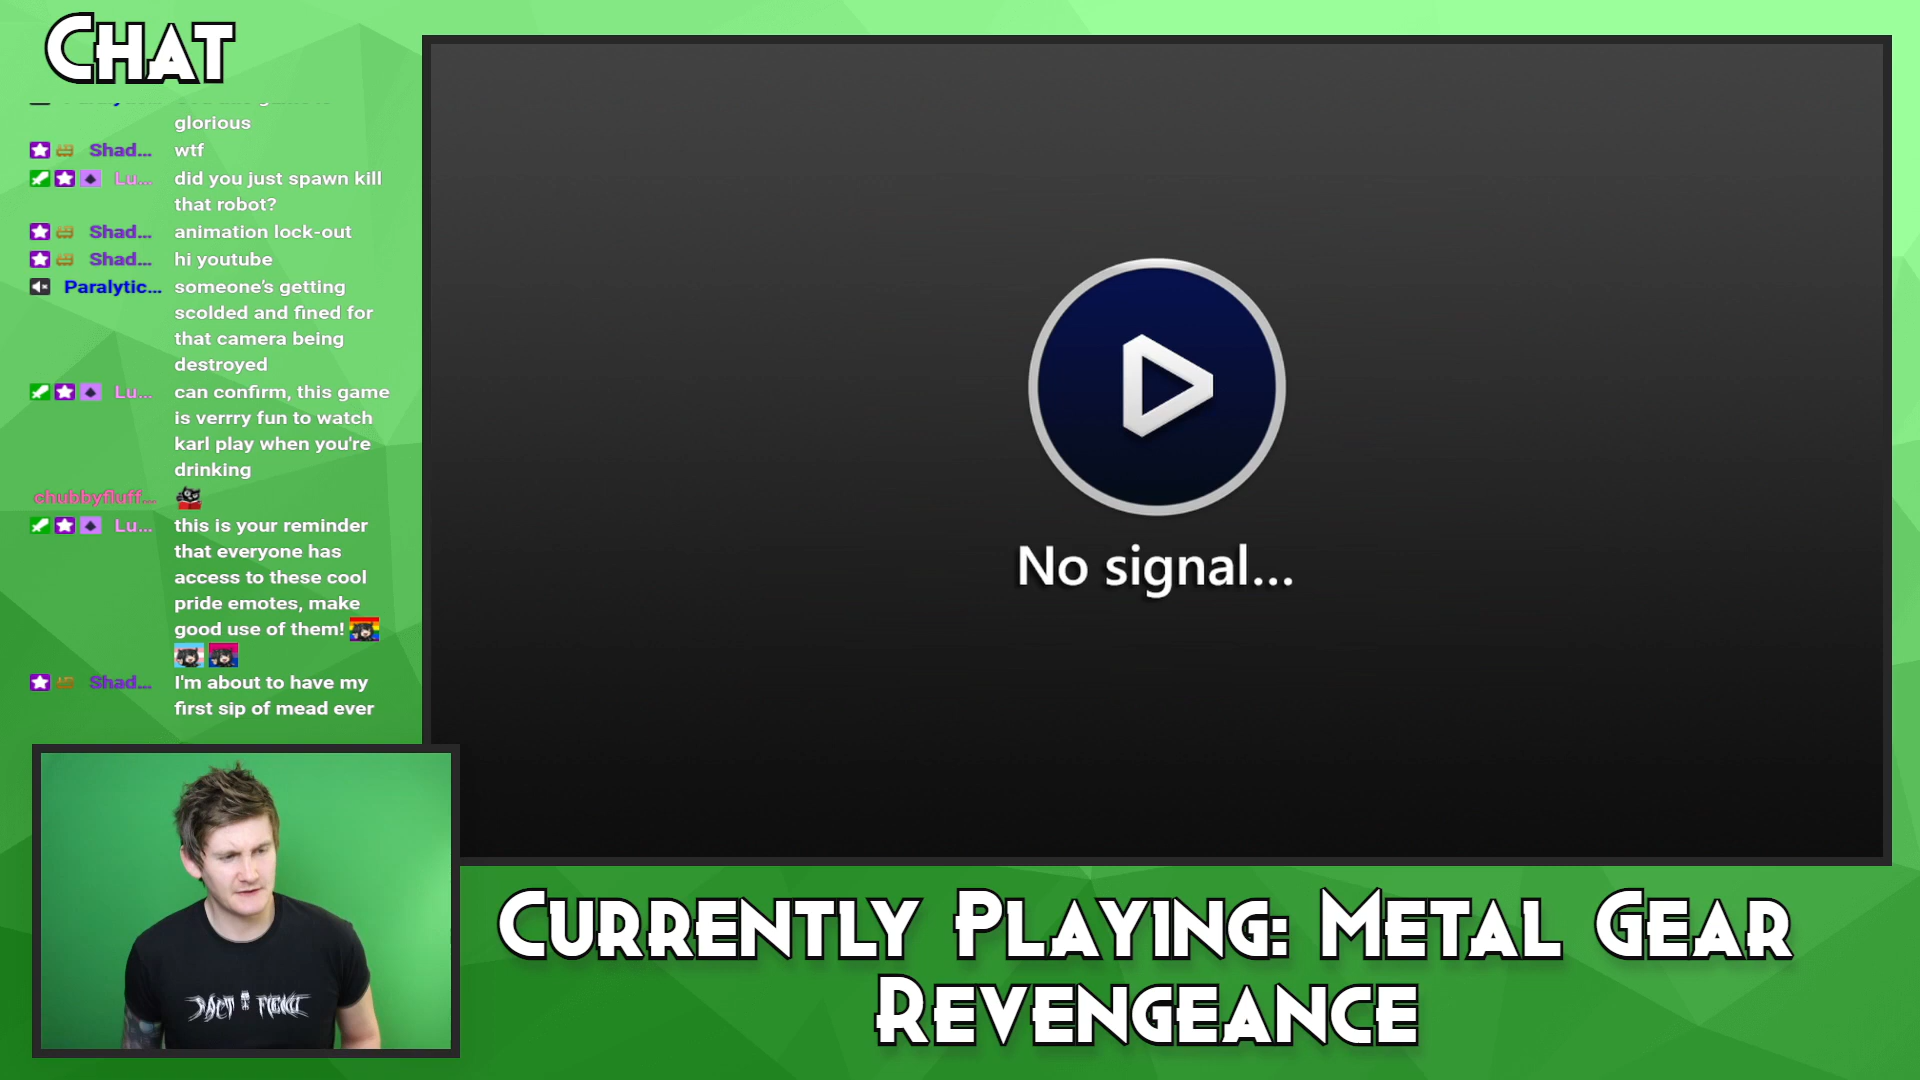 CHAT
glorious
Shad... wtf
Lu... did you just spawn kill
that robot?
Shad... animation lock-out
Shad... hi youtube
Paralytic... someone's getting
scolded and fined for
that camera being
destroyed
Lu... can confirm, this game
is verrry fun to watch
karl play when you're
drinking
chubbyfluff...
Lu... this is your reminder
that everyone has
access to these cool
pride emotes, make
good use of them!
Shad... I'm about to have my
first sip of mead ever
No signal...
FACT FIEND
CURRENTLY PLAYING: METAL GEAR
REVENGEANCE